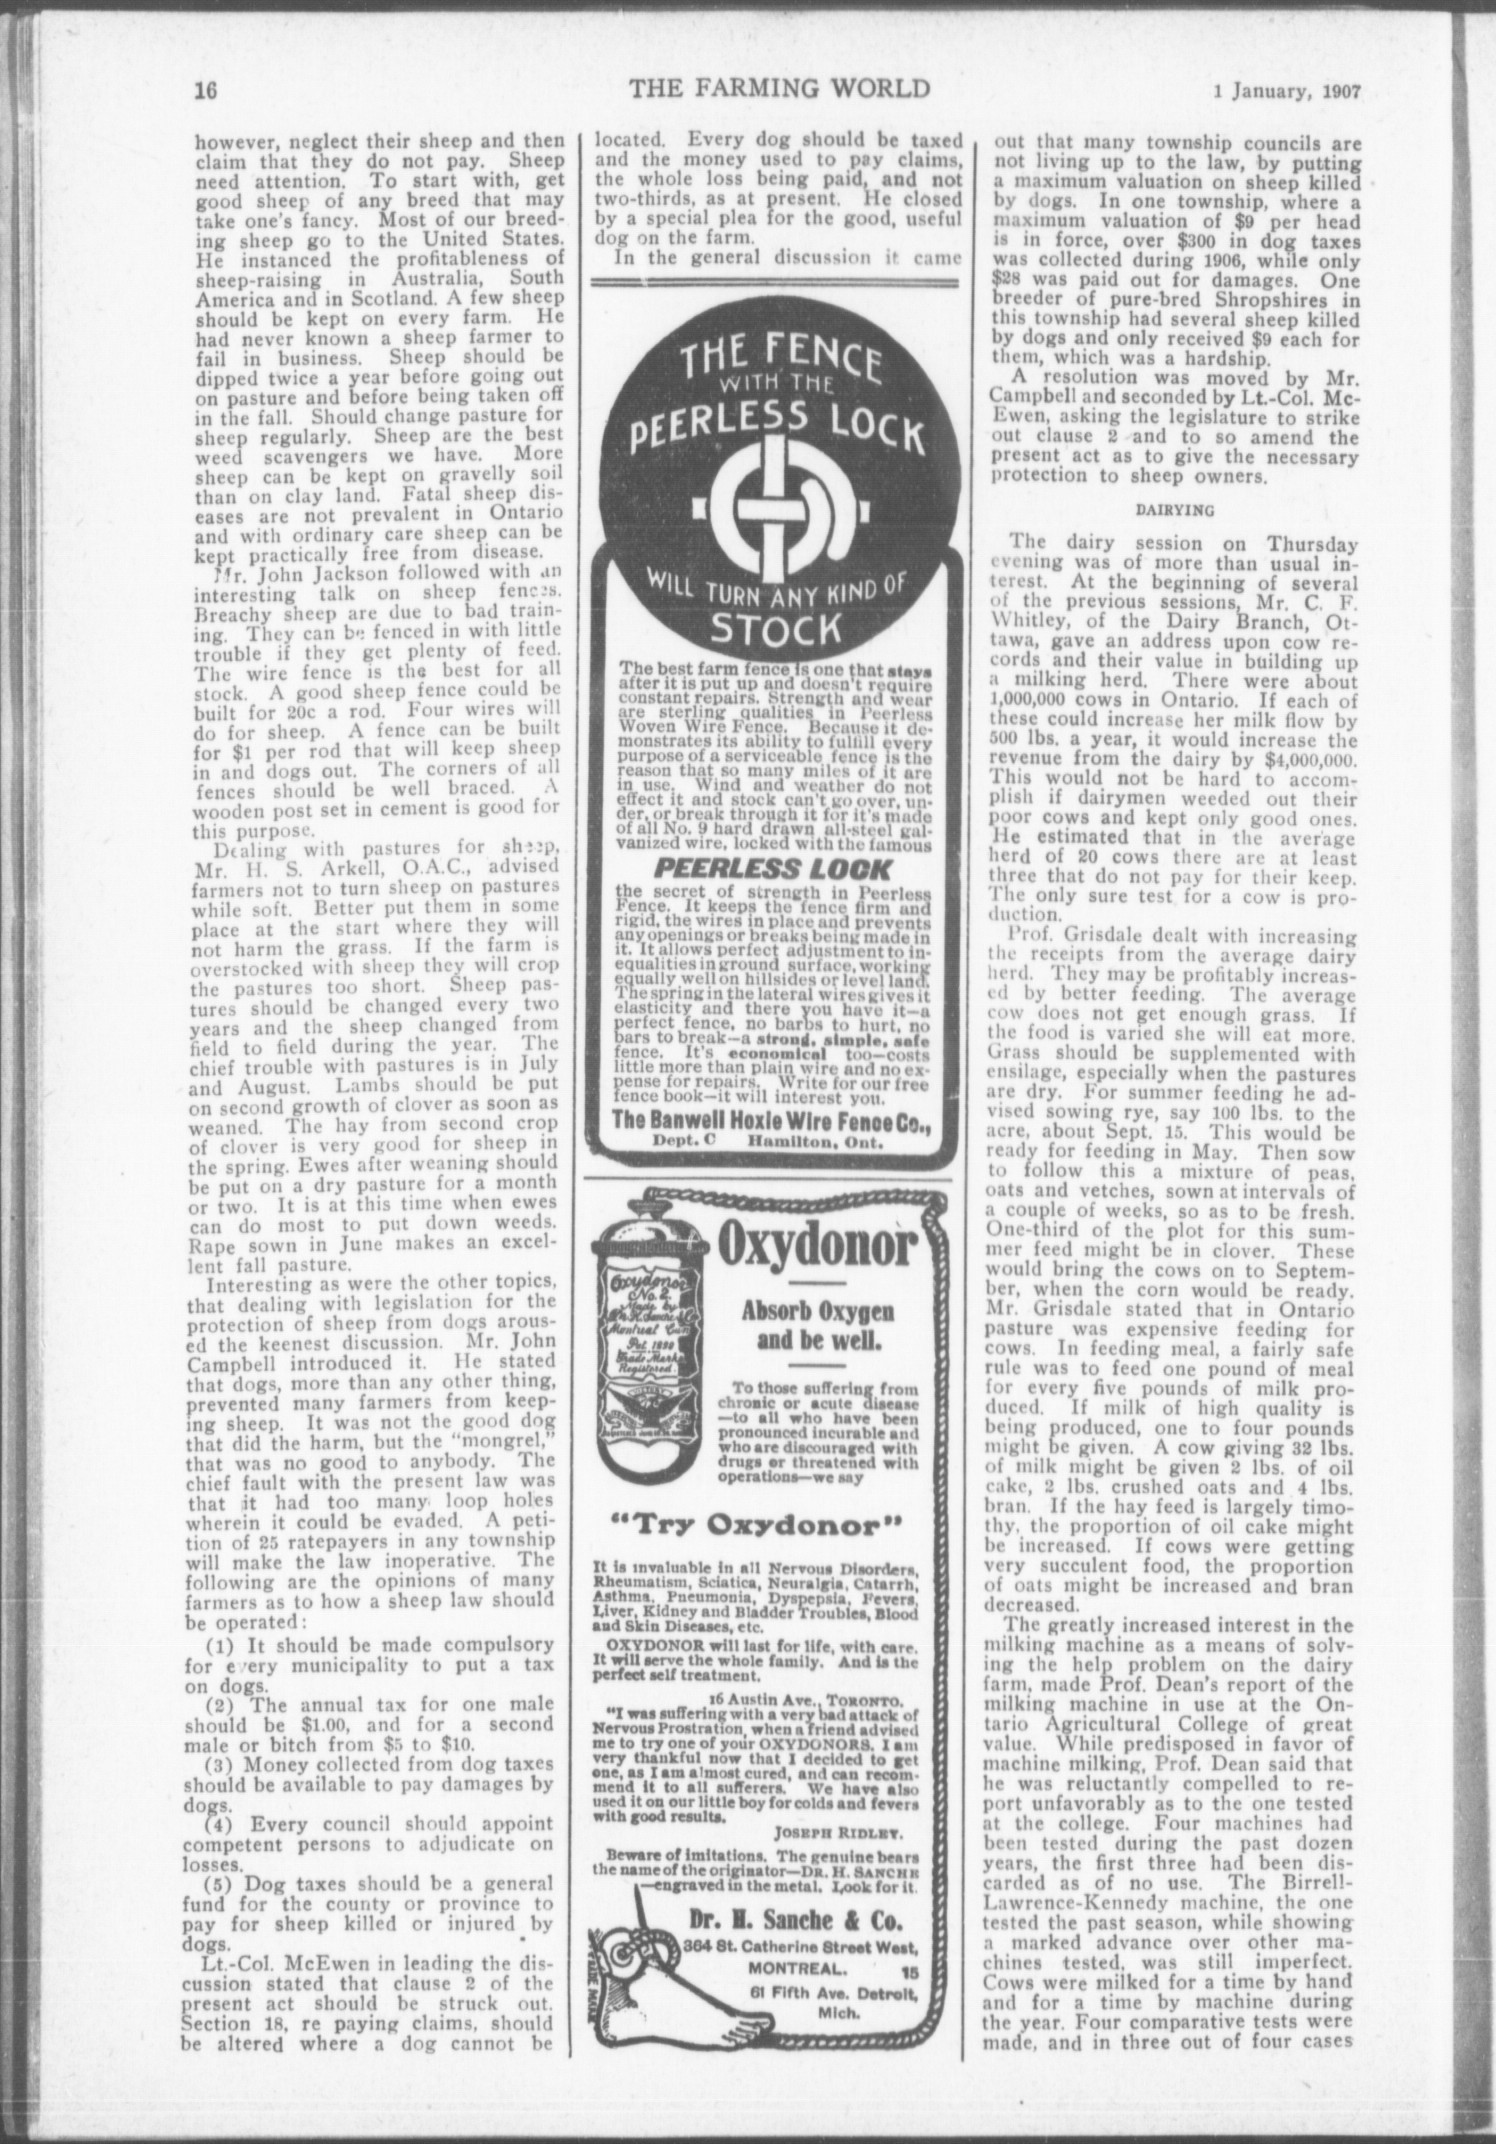 16
THE FARMING WORLD
1 January, 1907
however, neglect their sheep and then
claim that they do not pay. Sheep
need attention. To start with, get
good sheep of any breed that may
take one's fancy. Most of our breed-
ing sheep go to the United States.
He instanced the profitableness of
sheep-raising in Australia, South
America and in Scotland. A few sheep
should be kept on every farm. He
had never known a sheep farmer to
fail in business. Sheep should be
dipped twice a year before going out
on pasture and before being taken off
in the fall. Should change pasture for
sheep regularly. Sheep are the best
weed scavengers we have. More
sheep can be kept on gravelly soil
than on clay land. Fatal sheep dis-
eases are not prevalent in Ontario
and with ordinary care sheep can be
kept practically free from disease.
Mr. John Jackson followed with an
interesting talk on sheep fences.
Breachy sheep are due to bad train-
ing. They can be fenced in with little
trouble if they get plenty of feed.
The wire fence is the best for all
stock. A good sheep fence could be
built for 20c a rod. Four wires will
do for sheep. A fence can be built
for $1 per rod that will keep sheep
in and dogs out. The corners of all
fences should be well braced. A
wooden post set in cement is good for
this purpose.
Dealing with pastures for sheep,
Mr. H. S. Arkell, O.A.C., advised
farmers not to turn sheep on pastures
while soft. Better put them in some
place at the start where they will
not harm the grass. If the farm is
overstocked with sheep they will crop
the pastures too short. Sheep pas-
tures should be changed every two
years and the sheep changed from
field to field during the year. The
chief trouble with pastures is in July
and August. Lambs should be put
on second growth of clover as soon as
weaned. The hay from second crop
of clover is very good for sheep in
the spring. Ewes after weaning should
be put on a dry pasture for a month
or two. It is at this time when ewes
can do most to put down weeds.
Rape sown in June makes an excel-
lent fall pasture.
Interesting as were the other topics,
that dealing with legislation for the
protection of sheep from dogs arous-
ed the keenest discussion. Mr. John
Campbell introduced it. He stated
that dogs, more than any other thing,
prevented many farmers from keep-
ing sheep. It was not the good dog
that did the harm, but the "mongrel,"
that was no good to anybody. The
chief fault with the present law was
that it had too many loop holes
wherein it could be evaded. A peti-
tion of 25 ratepayers in any township
will make the law inoperative. The
following are the opinions of many
farmers as to how a sheep law should
be operated:
(1) It should be made compulsory
for every municipality to put a tax
on dogs.
(2) The annual tax for one male
should be $1.00, and for a second
male or bitch from $5 to $10.
(3) Money collected from dog taxes
should be available to pay damages by
dogs.
(4) Every council should appoint
competent persons to adjudicate on
losses.
(5) Dog taxes should be a general
fund for the county or province to
pay for sheep killed or injured by
dogs.
Lt.-Col. McEwen in leading the dis-
cussion stated that clause 2 of the
present act should be struck out.
Section 18, re paying claims, should
be altered where a dog cannot be
located. Every dog should be taxed
and the money used to pay claims,
the whole loss being paid, and not
two-thirds, as at present. He closed
by a special plea for the good, useful
dog on the farm.
In the general discussion it came
THE FENCE
WITH THE
PEERLESS LOCK
WILL TURN ANY KIND OF
STOCK
The best farm fence is one that stays
after it is put up and doesn't require
constant repairs. Strength and wear
are sterling qualities in Peerless
Woven Wire Fence. Because it de-
monstrates its ability to fulfill every
purpose of a serviceable fence is the
reason that so many miles of it are
in use. Wind and weather do not
effect it and stock can't go over, un-
der, or break through it for it's made
of all No. 9 hard drawn all-steel gal-
vanized wire, locked with the famous
PEERLESS LOCK
the secret of strength in Peerless
Fence. It keeps the fence firm and
rigid, the wires in place and prevents
any openings or breaks being made in
it. It allows perfect adjustment to in-
equalities in ground surface, working
equally well on hillsides or level land.
The spring in the lateral wires gives it
elasticity and there you have it—a
perfect fence, no barbs to hurt, no
bars to break—a strong, simple, safe
fence. It's economical too—costs
little more than plain wire and no ex-
pense for repairs. Write for our free
fence book—it will interest you.
The Banwell Hoxie Wire Fence Co.,
Dept. C Hamilton, Ont.
Oxydonor
No. 2
Made by
Dr. H. Sanche & Co
Montreal Can
Pat. 1890
Trade Mark
Registered.
Oxydonor
Absorb Oxygen
and be well.
To those suffering from
chronic or acute disease
—to all who have been
pronounced incurable and
who are discouraged with
drugs or threatened with
operations—we say
"Try Oxydonor"
It is invaluable in all Nervous Disorders,
Rheumatism, Sciatica, Neuralgia, Catarrh,
Asthma, Pneumonia, Dyspepsia, Fevers,
Liver, Kidney and Bladder Troubles, Blood
and Skin Diseases, etc.
OXYDONOR will last for life, with care.
It will serve the whole family. And is the
perfect self treatment.
16 Austin Ave., TORONTO.
"I was suffering with a very bad attack of
Nervous Prostration, when a friend advised
me to try one of your OXYDONORS. I am
very thankful now that I decided to get
one, as I am almost cured, and can recom-
mend it to all sufferers. We have also
used it on our little boy for colds and fevers
with good results.
JOSEPH RIDLEY.
Beware of imitations. The genuine bears
the name of the originator—DR. H. SANCHE
—engraved in the metal. Look for it.
Dr. H. Sanche & Co.
364 St. Catherine Street West,
MONTREAL. 15
61 Fifth Ave. Detroit,
Mich.
TRADE MARK
out that many township councils are
not living up to the law, by putting
a maximum valuation on sheep killed
by dogs. In one township, where a
maximum valuation of $9 per head
is in force, over $300 in dog taxes
was collected during 1906, while only
$28 was paid out for damages. One
breeder of pure-bred Shropshires in
this township had several sheep killed
by dogs and only received $9 each for
them, which was a hardship.
A resolution was moved by Mr.
Campbell and seconded by Lt.-Col. Mc-
Ewen, asking the legislature to strike
out clause 2 and to so amend the
present act as to give the necessary
protection to sheep owners.
DAIRYING
The dairy session on Thursday
evening was of more than usual in-
terest. At the beginning of several
of the previous sessions, Mr. C. F.
Whitley, of the Dairy Branch, Ot-
tawa, gave an address upon cow re-
cords and their value in building up
a milking herd. There were about
1,000,000 cows in Ontario. If each of
these could increase her milk flow by
500 lbs. a year, it would increase the
revenue from the dairy by $4,000,000.
This would not be hard to accom-
plish if dairymen weeded out their
poor cows and kept only good ones.
He estimated that in the average
herd of 20 cows there are at least
three that do not pay for their keep.
The only sure test for a cow is pro-
duction.
Prof. Grisdale dealt with increasing
the receipts from the average dairy
herd. They may be profitably increas-
ed by better feeding. The average
cow does not get enough grass. If
the food is varied she will eat more.
Grass should be supplemented with
ensilage, especially when the pastures
are dry. For summer feeding he ad-
vised sowing rye, say 100 lbs. to the
acre, about Sept. 15. This would be
ready for feeding in May. Then sow
to follow this a mixture of peas,
oats and vetches, sown at intervals of
a couple of weeks, so as to be fresh.
One-third of the plot for this sum-
mer feed might be in clover. These
would bring the cows on to Septem-
ber, when the corn would be ready.
Mr. Grisdale stated that in Ontario
pasture was expensive feeding for
cows. In feeding meal, a fairly safe
rule was to feed one pound of meal
for every five pounds of milk pro-
duced. If milk of high quality is
being produced, one to four pounds
might be given. A cow giving 32 lbs.
of milk might be given 2 lbs. of oil
cake, 2 lbs. crushed oats and 4 lbs.
bran. If the hay feed is largely timo-
thy, the proportion of oil cake might
be increased. If cows were getting
very succulent food, the proportion
of oats might be increased and bran
decreased.
The greatly increased interest in the
milking machine as a means of solv-
ing the help problem on the dairy
farm, made Prof. Dean's report of the
milking machine in use at the On-
tario Agricultural College of great
value. While predisposed in favor of
machine milking, Prof. Dean said that
he was reluctantly compelled to re-
port unfavorably as to the one tested
at the college. Four machines had
been tested during the past dozen
years, the first three had been dis-
carded as of no use. The Birrell-
Lawrence-Kennedy machine, the one
tested the past season, while showing
a marked advance over other ma-
chines tested, was still imperfect.
Cows were milked for a time by hand
and for a time by machine during
the year. Four comparative tests were
made, and in three out of four cases